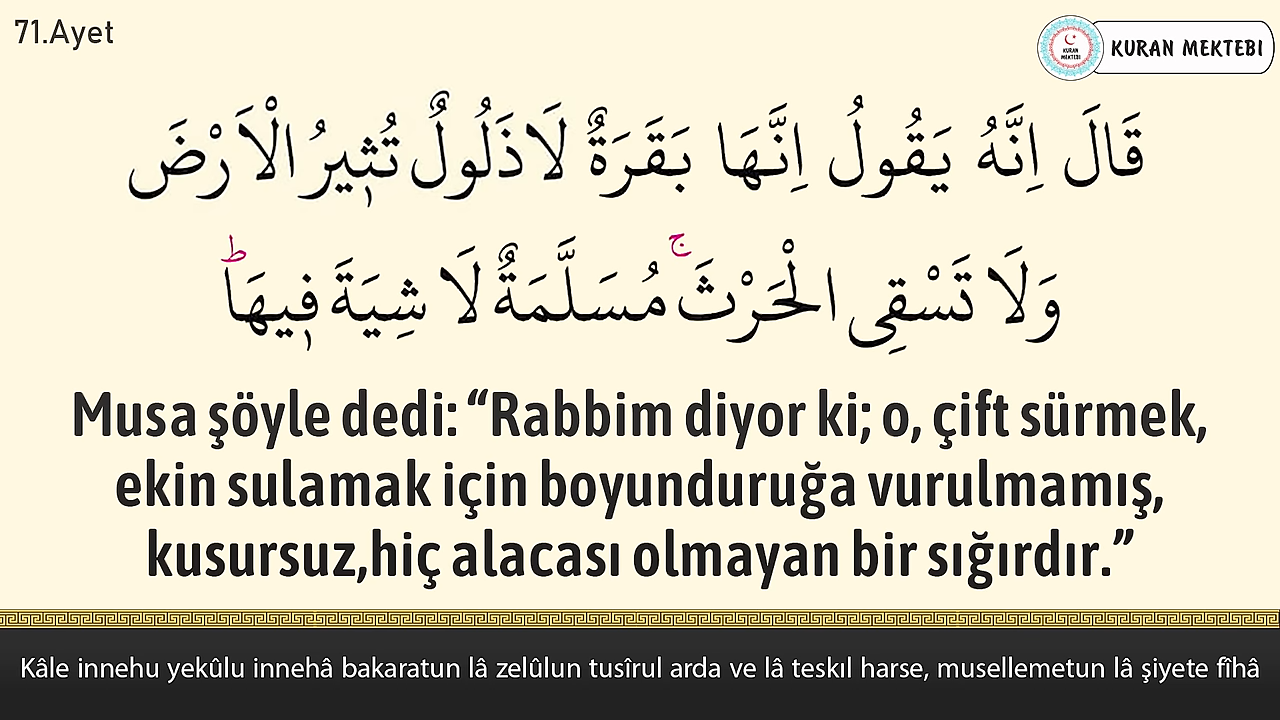 71.Ayet
KURAN MEKTEBI
KURAN MEKTEBI
قَالَ اِنَّهُ يَقُولُ اِنَّهَا بَقَرَةٌ لَاذَلُولٌ تُثٖيرُ الْاَرْضَ
وَلَا تَسْقِى الْحَرْثَۚ مُسَلَّمَةٌ لَا شِيَةَ فٖيهَاۜ
Musa şöyle dedi: “Rabbim diyor ki; o, çift sürmek,
ekin sulamak için boyunduruğa vurulmamış,
kusursuz,hiç alacası olmayan bir sığırdır.”
Kâle innehu yekûlu innehâ bakaratun lâ zelûlun tusîrul arda ve lâ teskıl harse, musellemetun lâ şiyete fîhâ